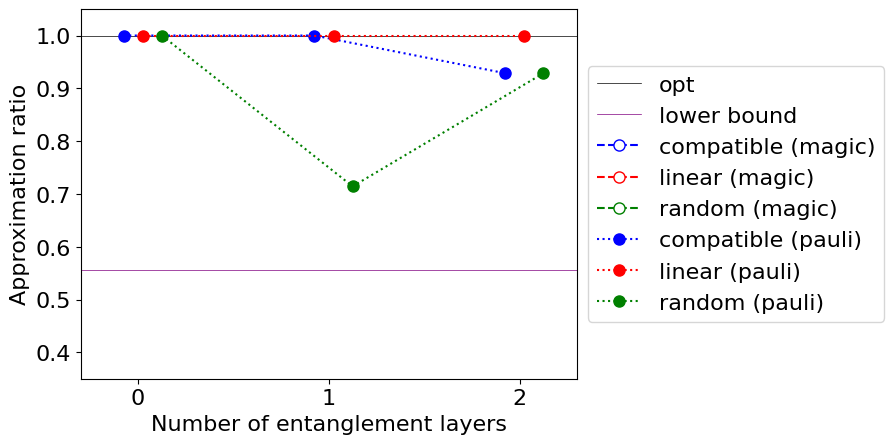 1.0
0.9
0.8
0.7
0.6
0.5
0.4
Approximation ratio
0 1 2
Number of entanglement layers
opt
lower bound
compatible (magic)
linear (magic)
random (magic)
compatible (pauli)
linear (pauli)
random (pauli)